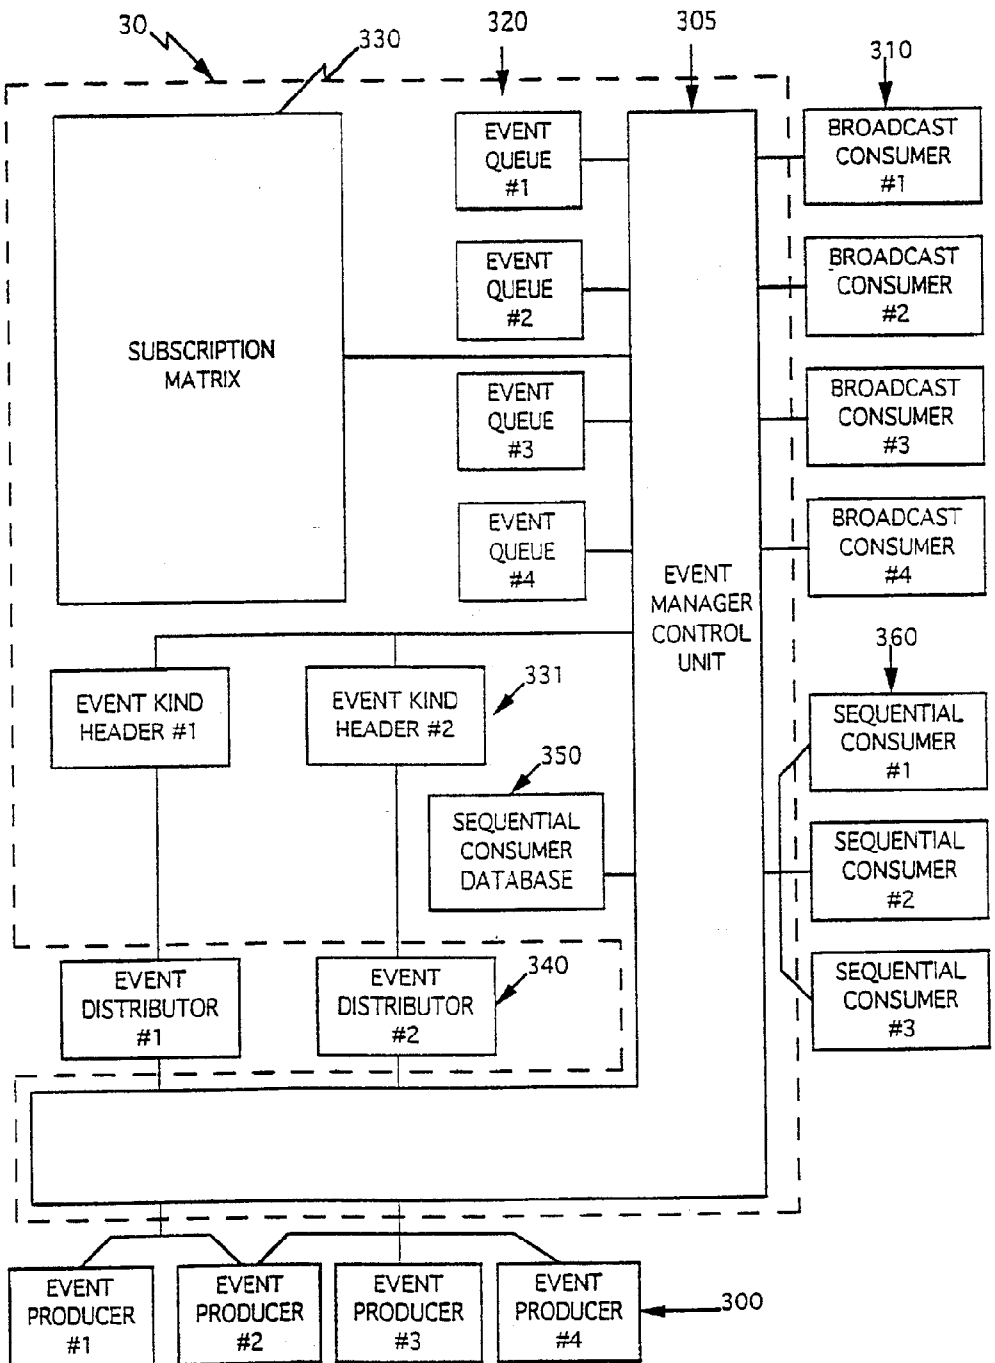 30
330
320
305
310
SUBSCRIPTION
MATRIX
EVENT
QUEUE
#1
EVENT
QUEUE
#2
EVENT
QUEUE
#3
EVENT
QUEUE
#4
EVENT
MANAGER
CONTROL
UNIT
BROADCAST
CONSUMER
#1
BROADCAST
CONSUMER
#2
BROADCAST
CONSUMER
#3
BROADCAST
CONSUMER
#4
360
SEQUENTIAL
CONSUMER
#1
SEQUENTIAL
CONSUMER
#2
SEQUENTIAL
CONSUMER
#3
EVENT KIND
HEADER #1
EVENT KIND
HEADER #2
331
350
SEQUENTIAL
CONSUMER
DATABASE
EVENT
DISTRIBUTOR
#1
EVENT
DISTRIBUTOR
#2
340
EVENT
PRODUCER
#1
EVENT
PRODUCER
#2
EVENT
PRODUCER
#3
EVENT
PRODUCER
#4
300